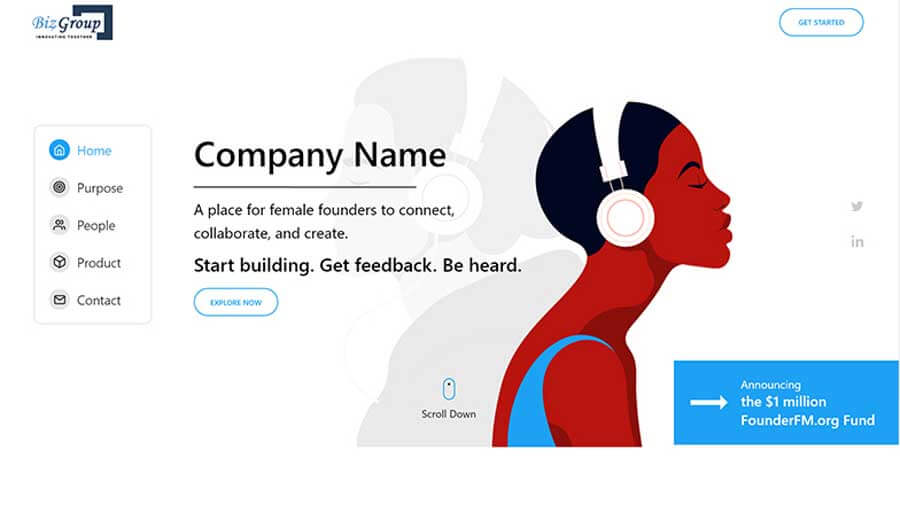 BizGroup
INNOVATING TOGETHER
GET STARTED
Home
Purpose
People
Product
Contact
Company Name
A place for female founders to connect,
collaborate, and create.
Start building. Get feedback. Be heard.
EXPLORE NOW
Scroll Down
in
Announcing
the $1 million
FounderFM.org Fund